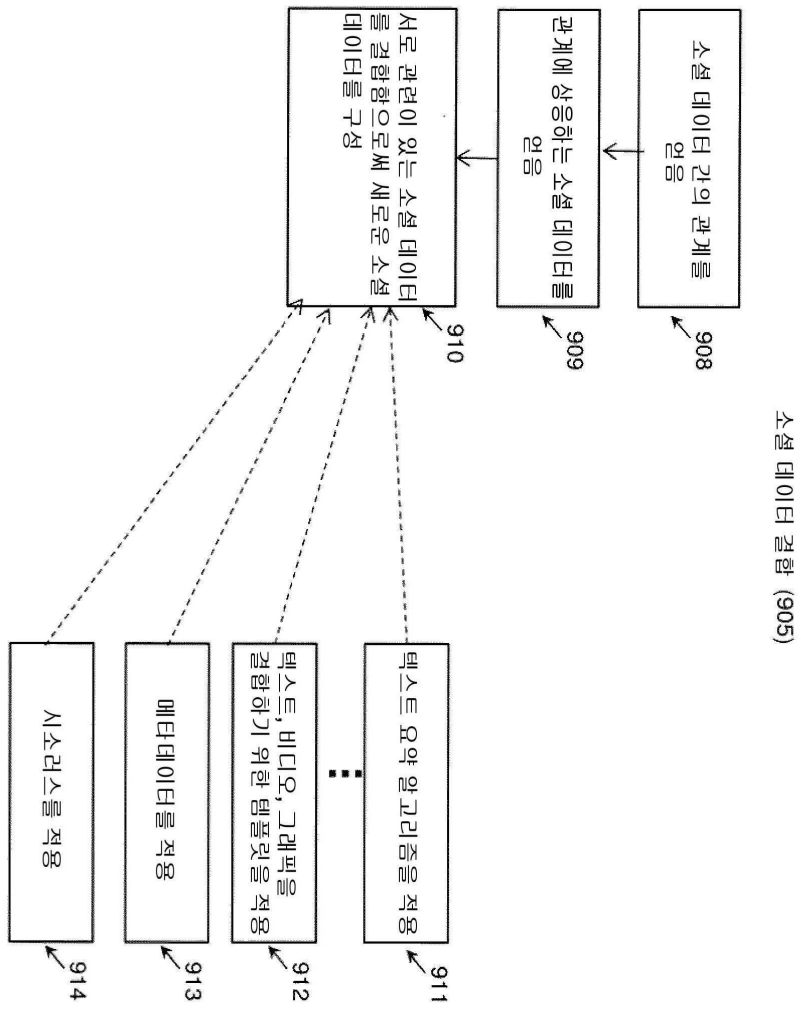 소셜 데이터 결합 (905)
소셜 데이터 간의 관계를
얻음
908
관계에 상응하는 소셜 데이터를
얻음
909
서로 관련이 있는 소셜 데이터
를 결합함으로써 새로운 소셜
데이터를 구성
910
텍스트 요약 알고리즘을 적용
911
텍스트, 비디오, 그래픽을
결합하기 위한 템플릿을 적용
912
메타데이터를 적용
913
시소러스를 적용
914